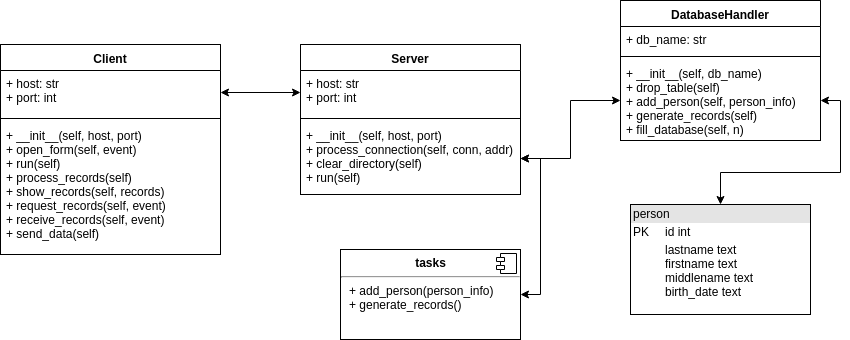 Client
+ host: str
+ port: int
+ __init__(self, host, port)
+ open_form(self, event)
+ run(self)
+ process_records(self)
+ show_records(self, records)
+ request_records(self, event)
+ receive_records(self, event)
+ send_data(self)
Server
+ host: str
+ port: int
+ __init__(self, host, port)
+ process_connection(self, conn, addr)
+ clear_directory(self)
+ run(self)
tasks
+ add_person(person_info)
+ generate_records()
DatabaseHandler
+ db_name: str
+ __init__(self, db_name)
+ drop_table(self)
+ add_person(self, person_info)
+ generate_records(self)
+ fill_database(self, n)
person
PK id int
lastname text
firstname text
middlename text
birth_date text